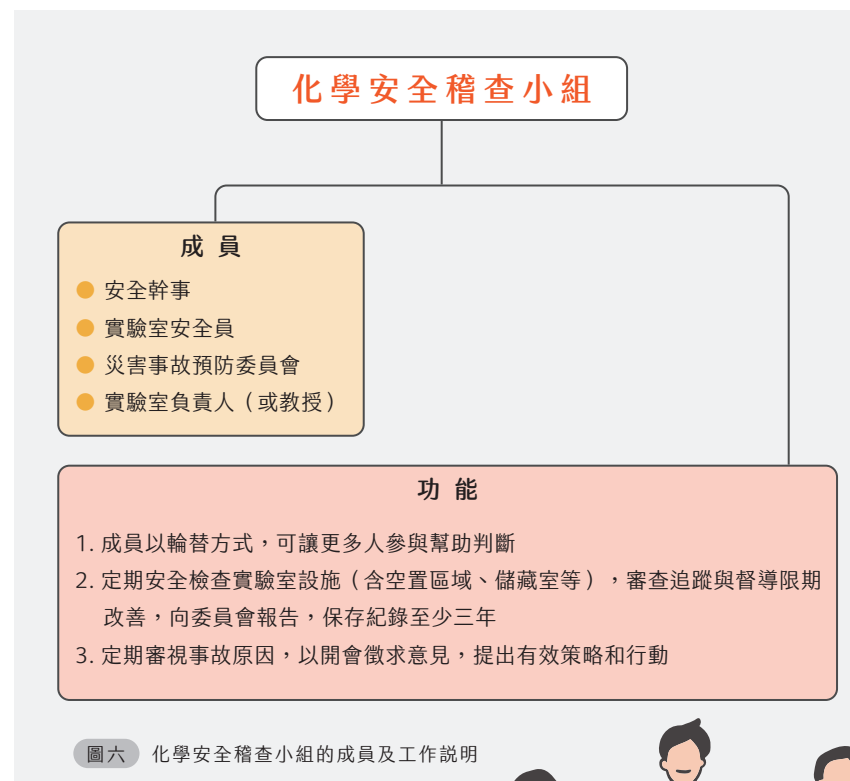 化學安全稽查小組
成員
安全幹事
實驗室安全員
災害事故預防委員會
實驗室負責人（或教授）
功能
1. 成員以輪替方式，可讓更多人參與幫助判斷
2. 定期安全檢查實驗室設施（含空置區域、儲藏室等），審查追蹤與督導限期
改善，向委員會報告，保存紀錄至少三年
3. 定期審視事故原因，以開會徵求意見，提出有效策略和行動
圖六 化學安全稽查小組的成員及工作說明